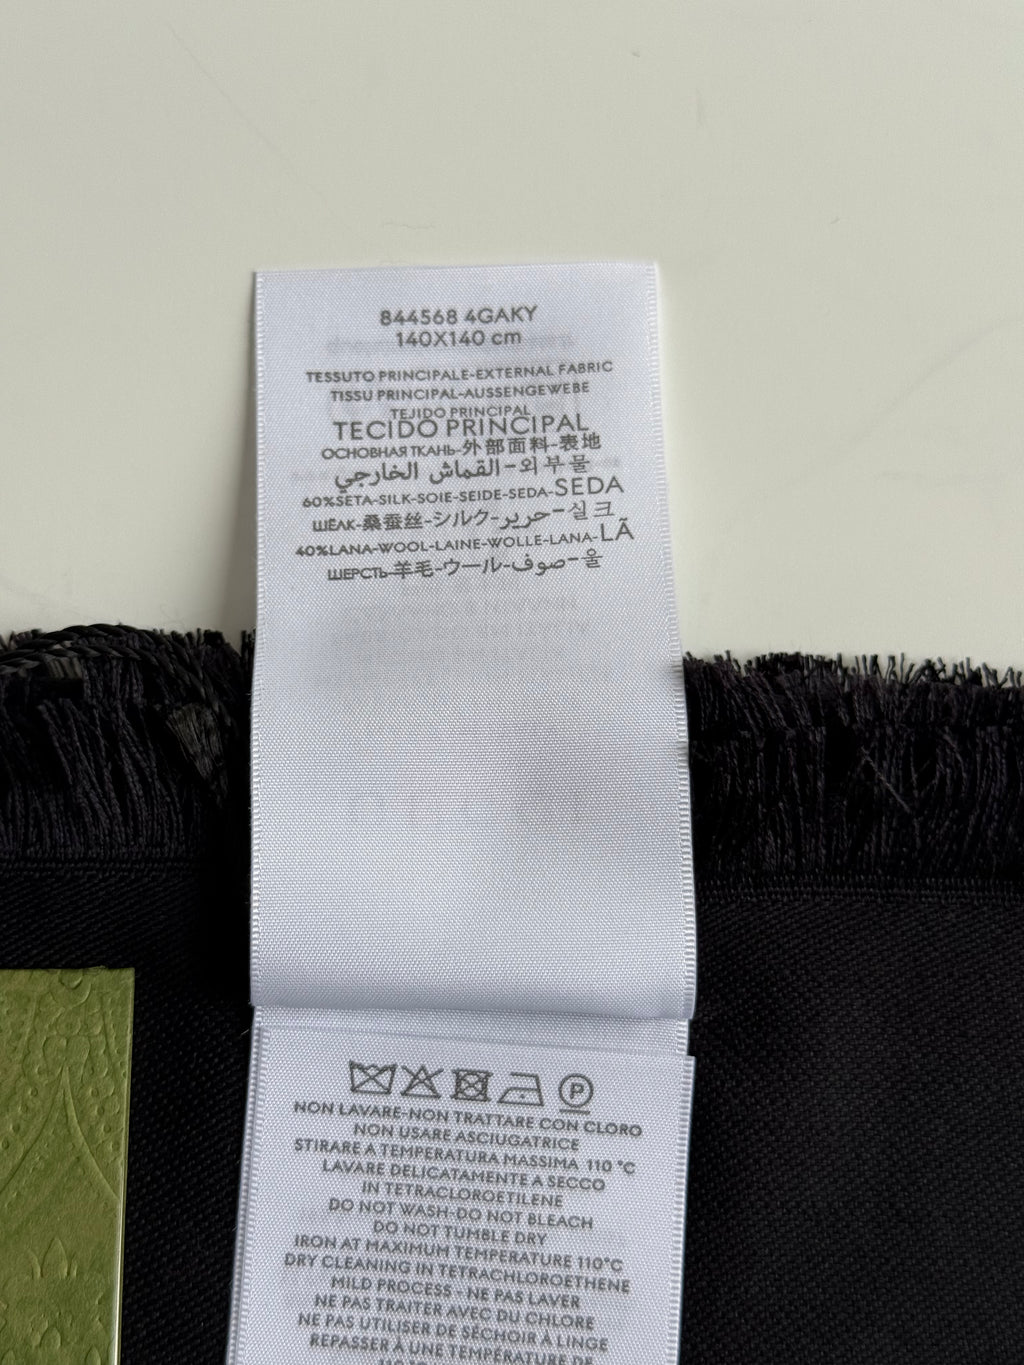 844568 4GAKY
140X140 cm
TESSUTO PRINCIPALE-EXTERNAL FABRIC
TISSU PRINCIPAL-AUSSENGEWEBE
TEJIDO PRINCIPAL
TECIDO PRINCIPAL
ОСНОВНАЯ ТКАНЬ-外部面料-表地
القماش الخارجي-외부물
60%SETA-SILK-SOIE-SEIDE-SEDA-SEDA
ШЁЛК-桑蚕丝-シルク-حرير-실크
40%LANA-WOOL-LAINE-WOLLE-LANA-LÃ
ШЕРСТЬ-羊毛-ウール-صوف-울
P
NON LAVARE-NON TRATTARE CON CLORO
NON USARE ASCIUGATRICE
STIRARE A TEMPERATURA MASSIMA 110 °C
LAVARE DELICATAMENTE A SECCO
IN TETRACLOROETILENE
DO NOT WASH-DO NOT BLEACH
DO NOT TUMBLE DRY
IRON AT MAXIMUM TEMPERATURE 110°C
DRY CLEANING IN TETRACHLOROETHENE
MILD PROCESS - NE PAS LAVER
NE PAS TRAITER AVEC DU CHLORE
NE PAS UTILISER DE SÉCHOIR À LINGE
REPASSER À UNE TEMPÉRATURE DE